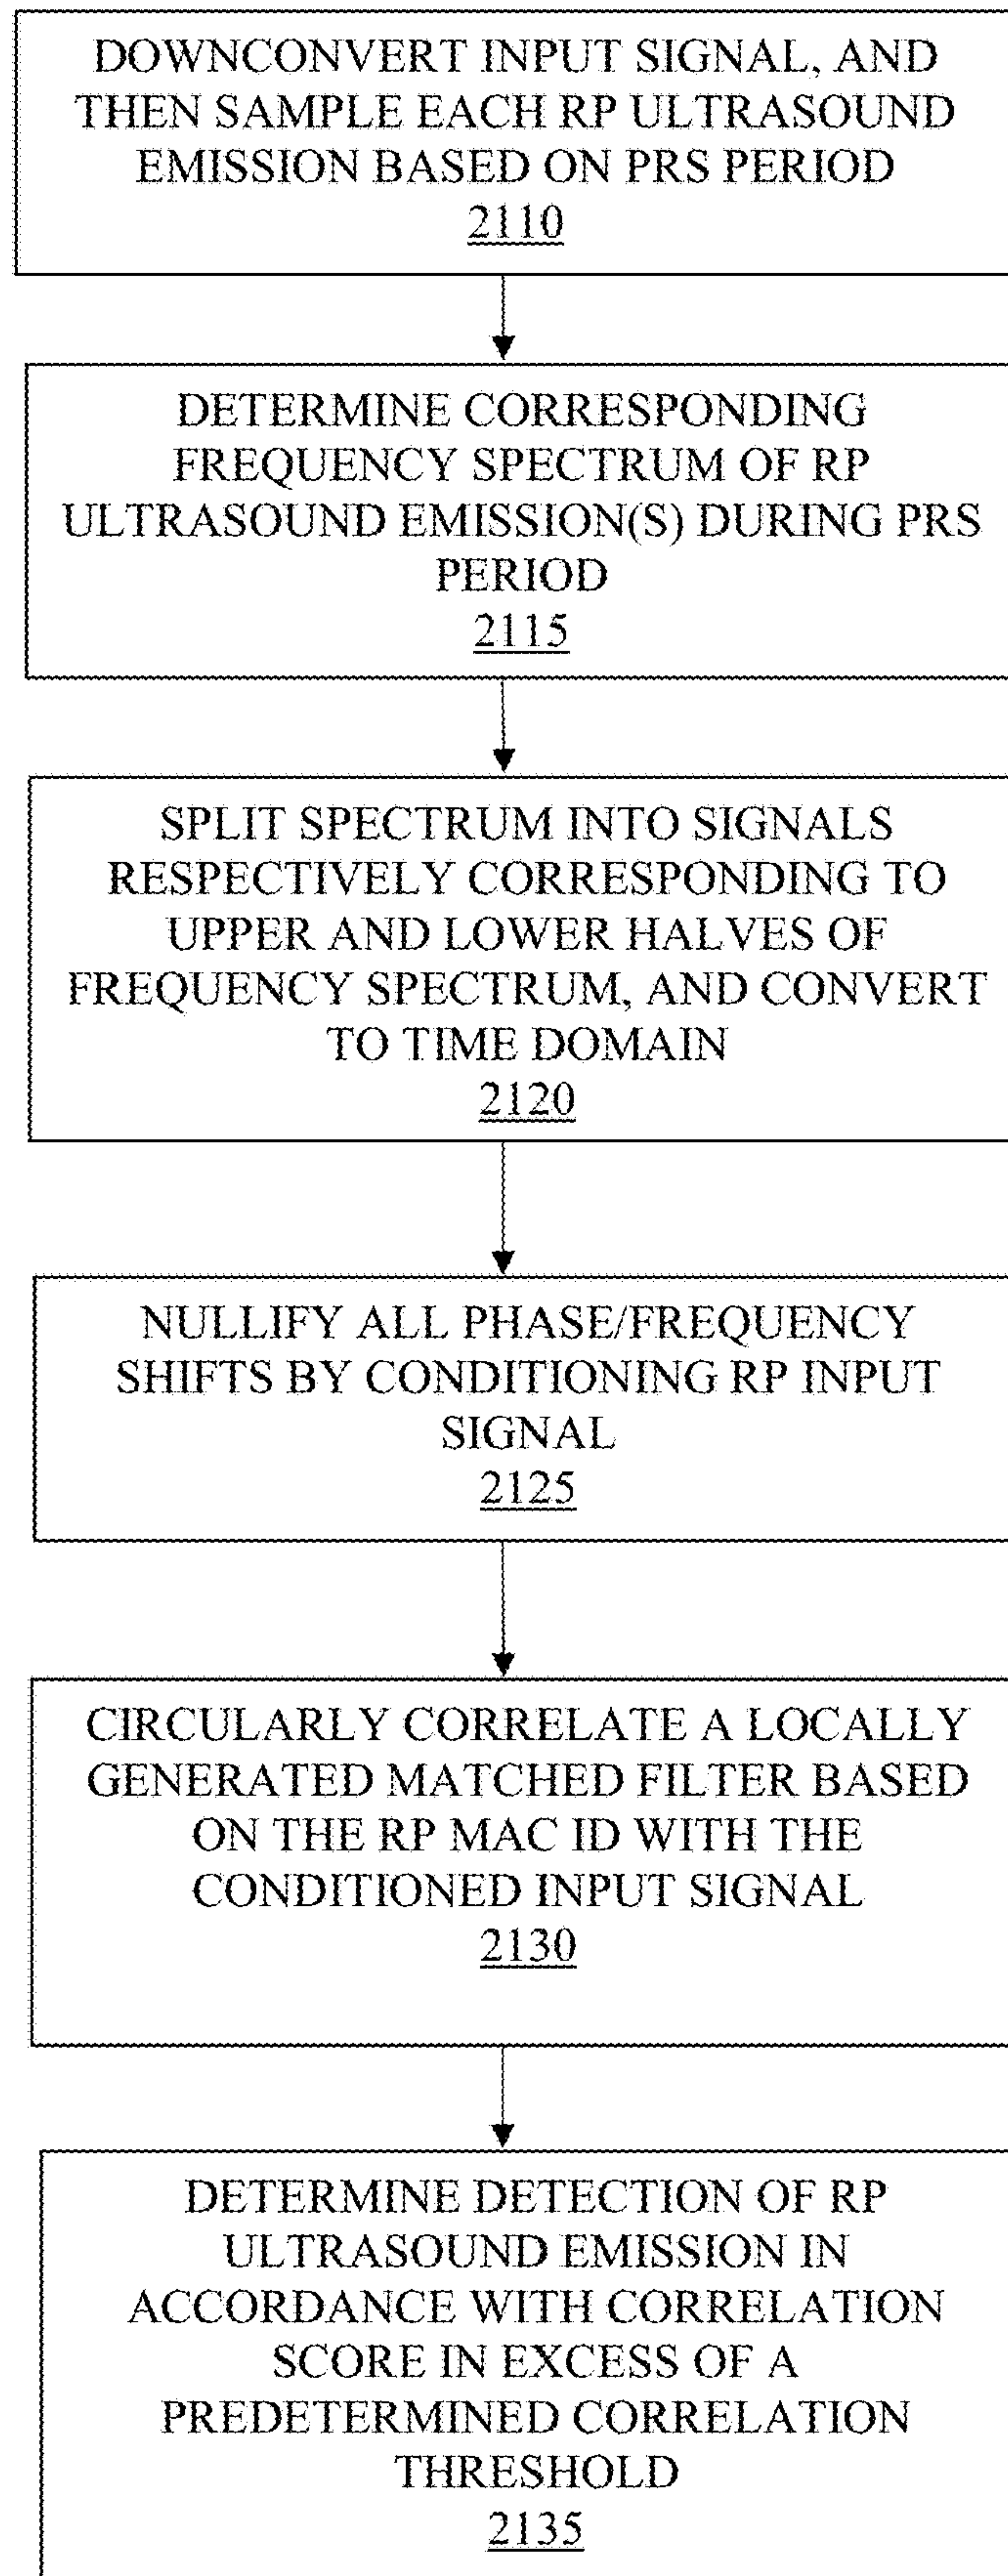 DOWNCONVERT INPUT SIGNAL, AND
THEN SAMPLE EACH RP ULTRASOUND
EMISSION BASED ON PRS PERIOD
2110
DETERMINE CORRESPONDING
FREQUENCY SPECTRUM OF RP
ULTRASOUND EMISSION(S) DURING PRS
PERIOD
2115
SPLIT SPECTRUM INTO SIGNALS
RESPECTIVELY CORRESPONDING TO
UPPER AND LOWER HALVES OF
FREQUENCY SPECTRUM, AND CONVERT
TO TIME DOMAIN
2120
NULLIFY ALL PHASE/FREQUENCY
SHIFTS BY CONDITIONING RP INPUT
SIGNAL
2125
CIRCULARLY CORRELATE A LOCALLY
GENERATED MATCHED FILTER BASED
ON THE RP MAC ID WITH THE
CONDITIONED INPUT SIGNAL
2130
DETERMINE DETECTION OF RP
ULTRASOUND EMISSION IN
ACCORDANCE WITH CORRELATION
SCORE IN EXCESS OF A
PREDETERMINED CORRELATION
THRESHOLD
2135